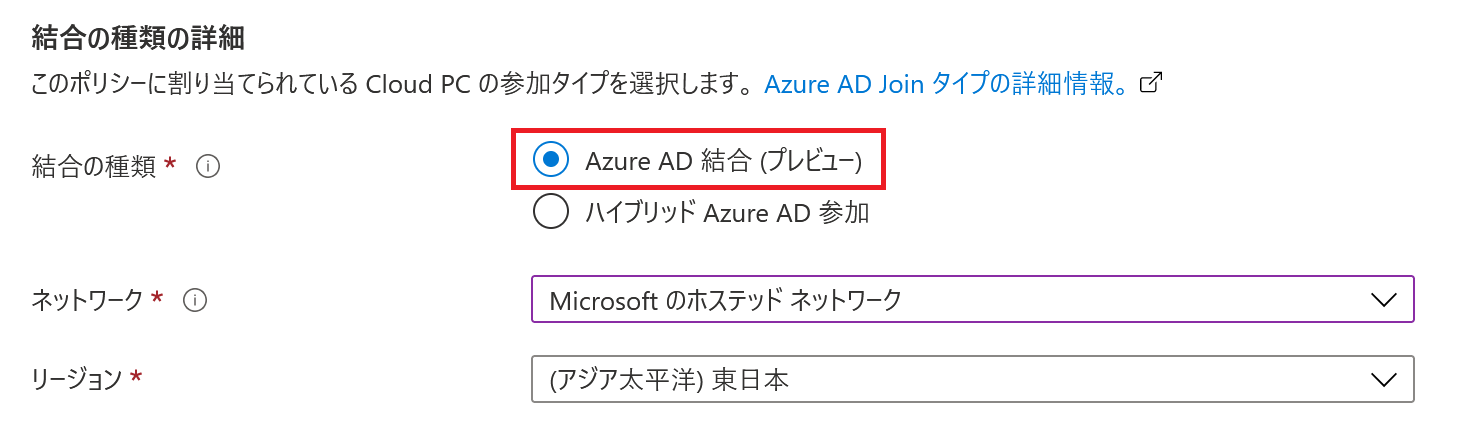 結合の種類の詳細
このポリシーに割り当てられている Cloud PC の参加タイプを選択します。 Azure AD Join タイプの詳細情報。
結合の種類 * Azure AD 結合 (プレビュー)
ハイブリッド Azure AD 参加
ネットワーク * Microsoft のホステッド ネットワーク
リージョン * (アジア太平洋) 東日本